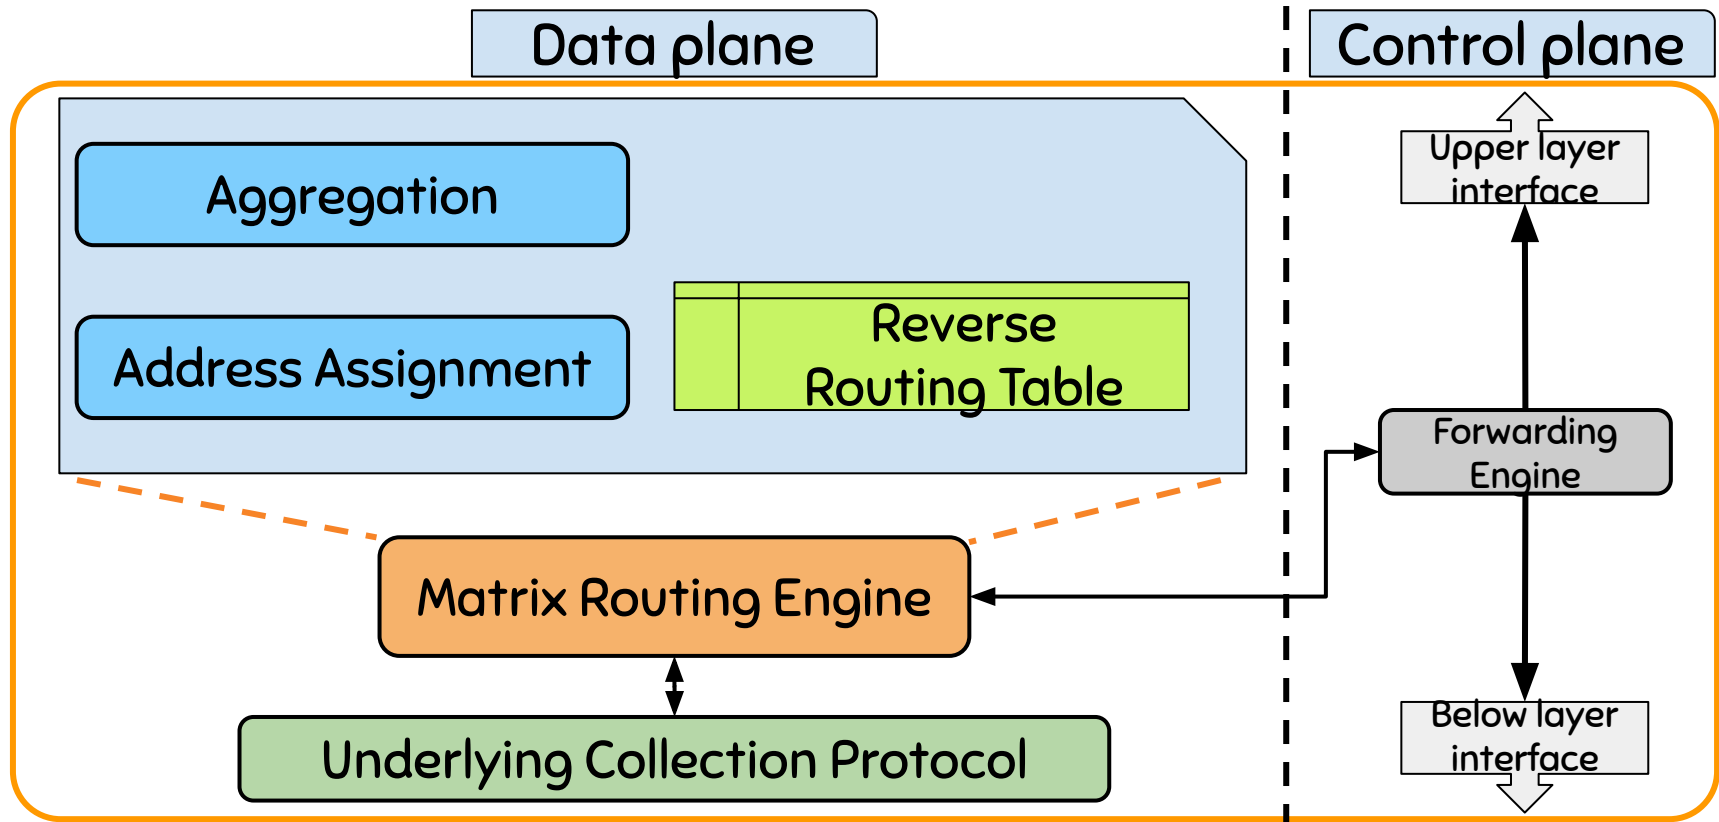 Data plane
Control plane
Aggregation
Address Assignment
Reverse
Routing Table
Matrix Routing Engine
Underlying Collection Protocol
Upper layer
interface
Forwarding
Engine
Below layer
interface